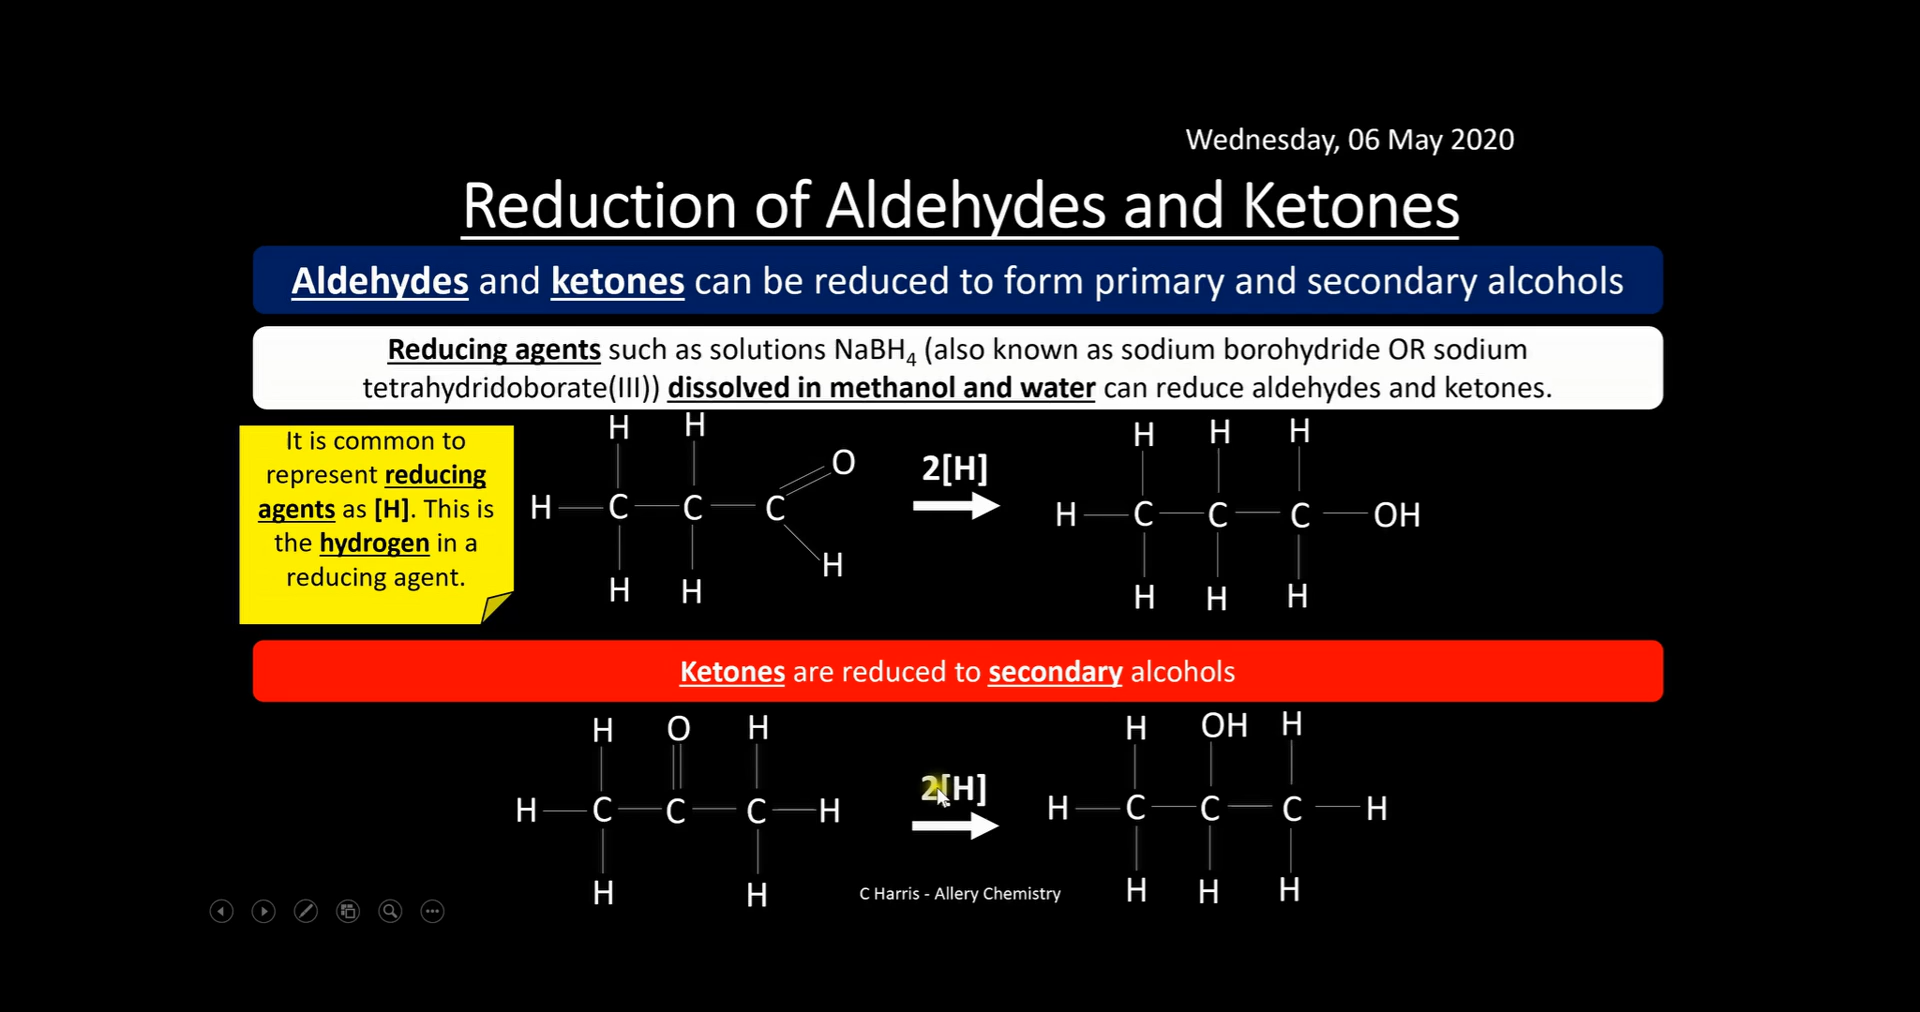 Wednesday, 06 May 2020
Reduction of Aldehydes and Ketones
Aldehydes and ketones can be reduced to form primary and secondary alcohols
Reducing agents such as solutions NaBH₄ (also known as sodium borohydride OR sodium
tetrahydridoborate(III)) dissolved in methanol and water can reduce aldehydes and ketones.
It is common to
represent reducing
agents as [H]. This is
the hydrogen in a
reducing agent.
H H
O
H C C C
H
H H
2[H]
H H H
H C C C OH
H H H
Ketones are reduced to secondary alcohols
H O H
H C C C H
H H
2[H]
H OH H
H C C C H
H H H
C Harris - Allery Chemistry